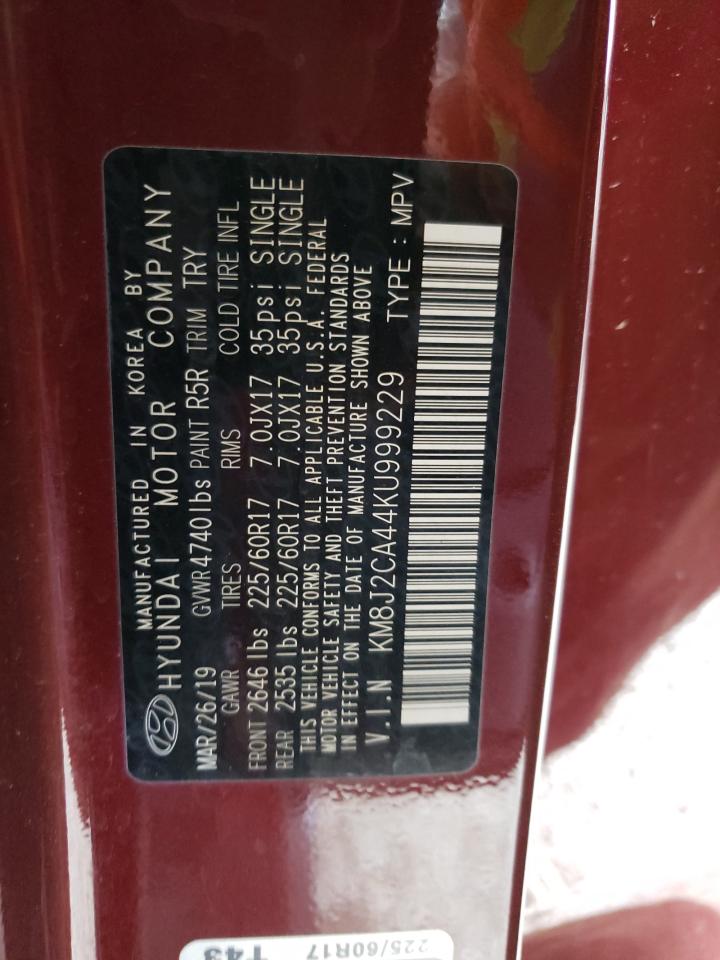 MANUFACTURED IN KOREA BY
HYUNDAI MOTOR COMPANY
MAR/26/19 GVWR 4740lbs PAINT R5R TRIM TRY
GAWR TIRES RIMS COLD TIRE INFL
FRONT 2646 lbs 225/60R17 7.0JX17 35psi SINGLE
REAR 2535 lbs 225/60R17 7.0JX17 35psi SINGLE
THIS VEHICLE CONFORMS TO ALL APPLICABLE U.S.A. FEDERAL
MOTOR VEHICLE SAFETY AND THEFT PREVENTION STANDARDS
IN EFFECT ON THE DATE OF MANUFACTURE SHOWN ABOVE
V.I.N KM8J2CA44KU999229 TYPE : MPV
225/60R17
T43